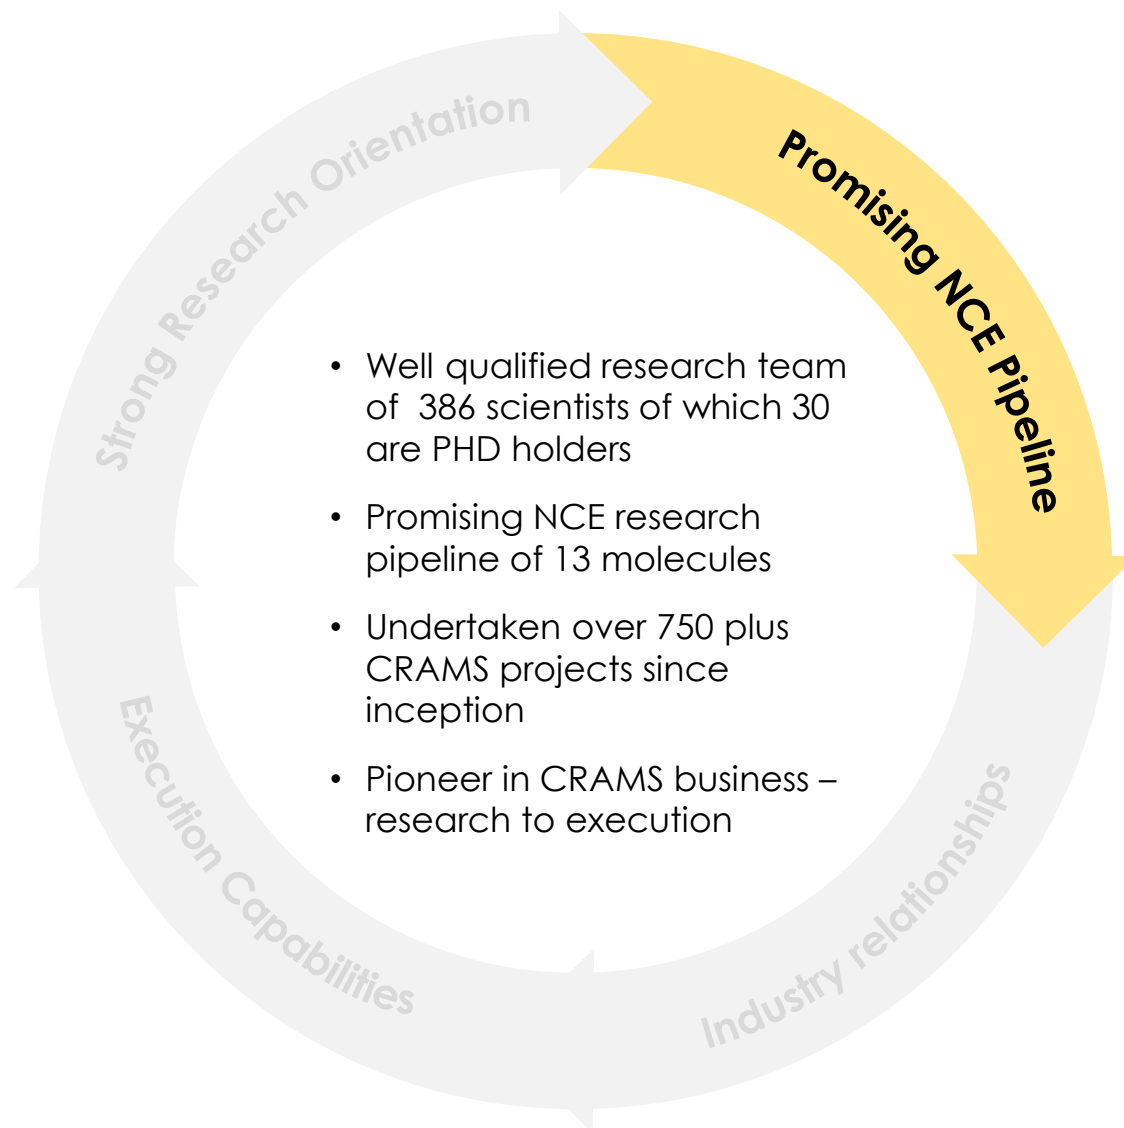 Strong Research Orientation
Promising NCE Pipeline
• Well qualified research team
of 386 scientists of which 30
are PHD holders
• Promising NCE research
pipeline of 13 molecules
• Undertaken over 750 plus
CRAMS projects since
inception
• Pioneer in CRAMS business –
research to execution
Execution Capabilities
Industry relationships